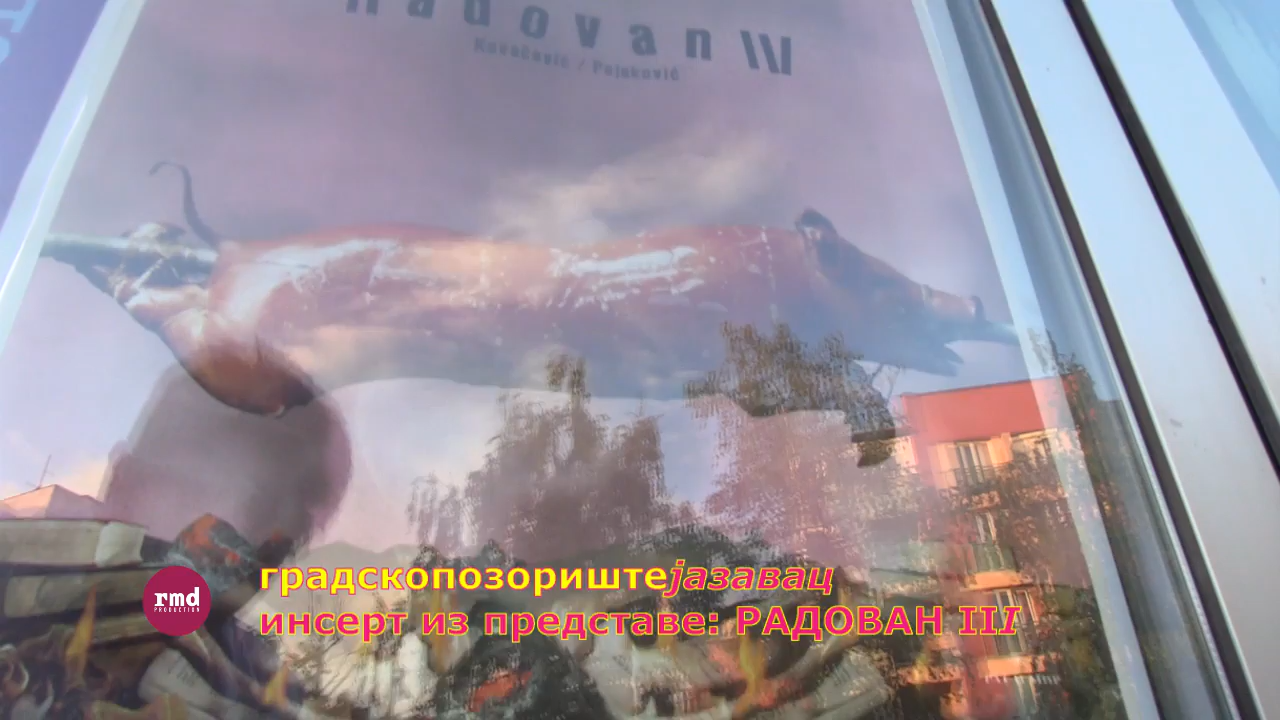 Radovan III
Kovačević / Pejaković
rmd
PRODUCTION
градскопозориштејазавац
инсерт из представе: РАДОВАН III